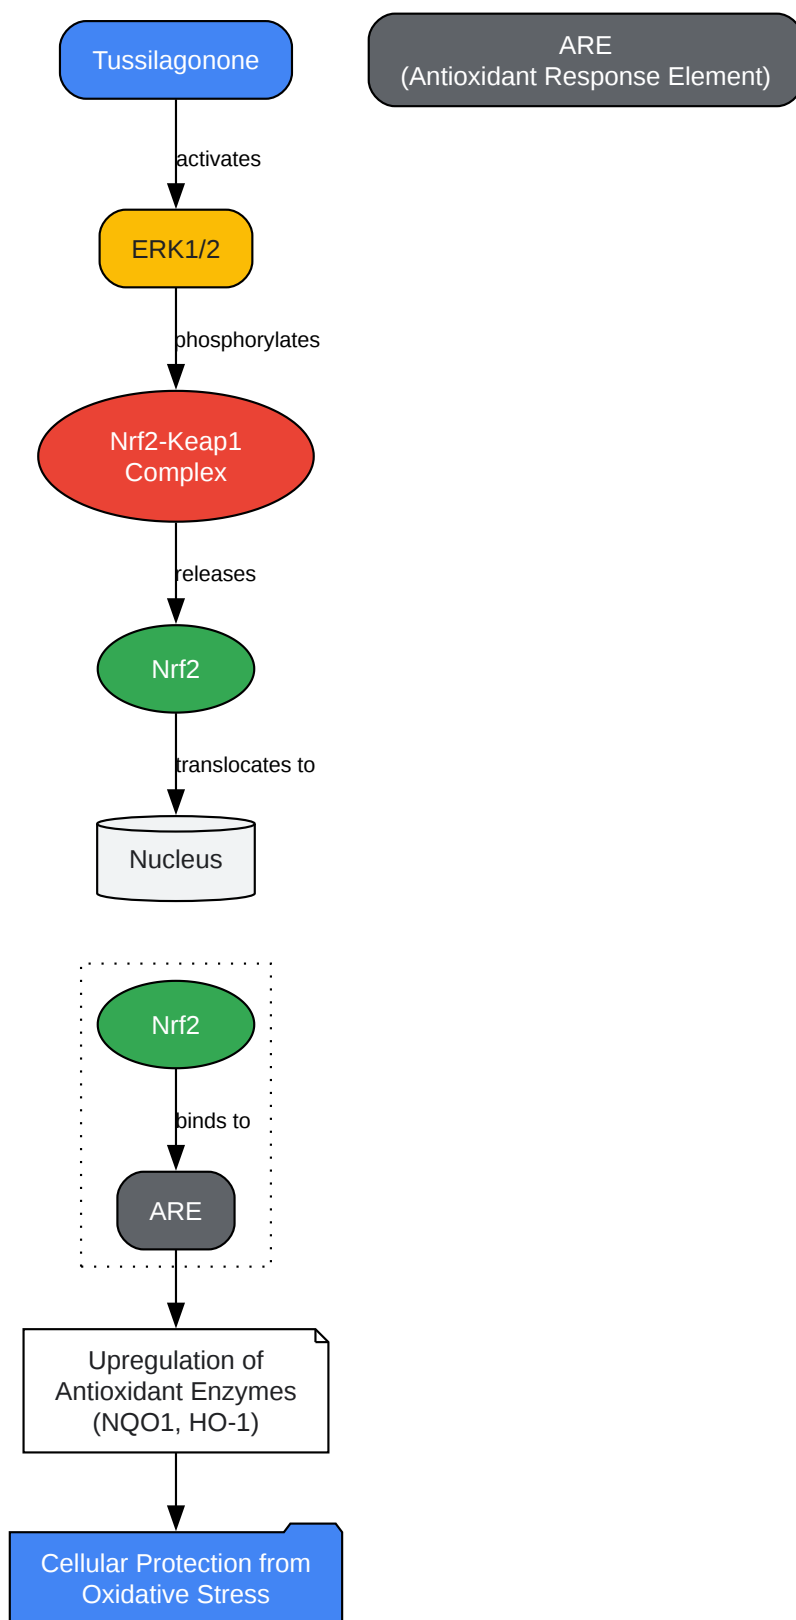 Tussilagonone
ARE
(Antioxidant Response Element)
activates
ERK1/2
phosphorylates
Nrf2-Keap1
Complex
releases
Nrf2
translocates to
Nucleus
Nrf2
binds to
ARE
Upregulation of
Antioxidant Enzymes
(NQO1, HO-1)
Cellular Protection from
Oxidative Stress